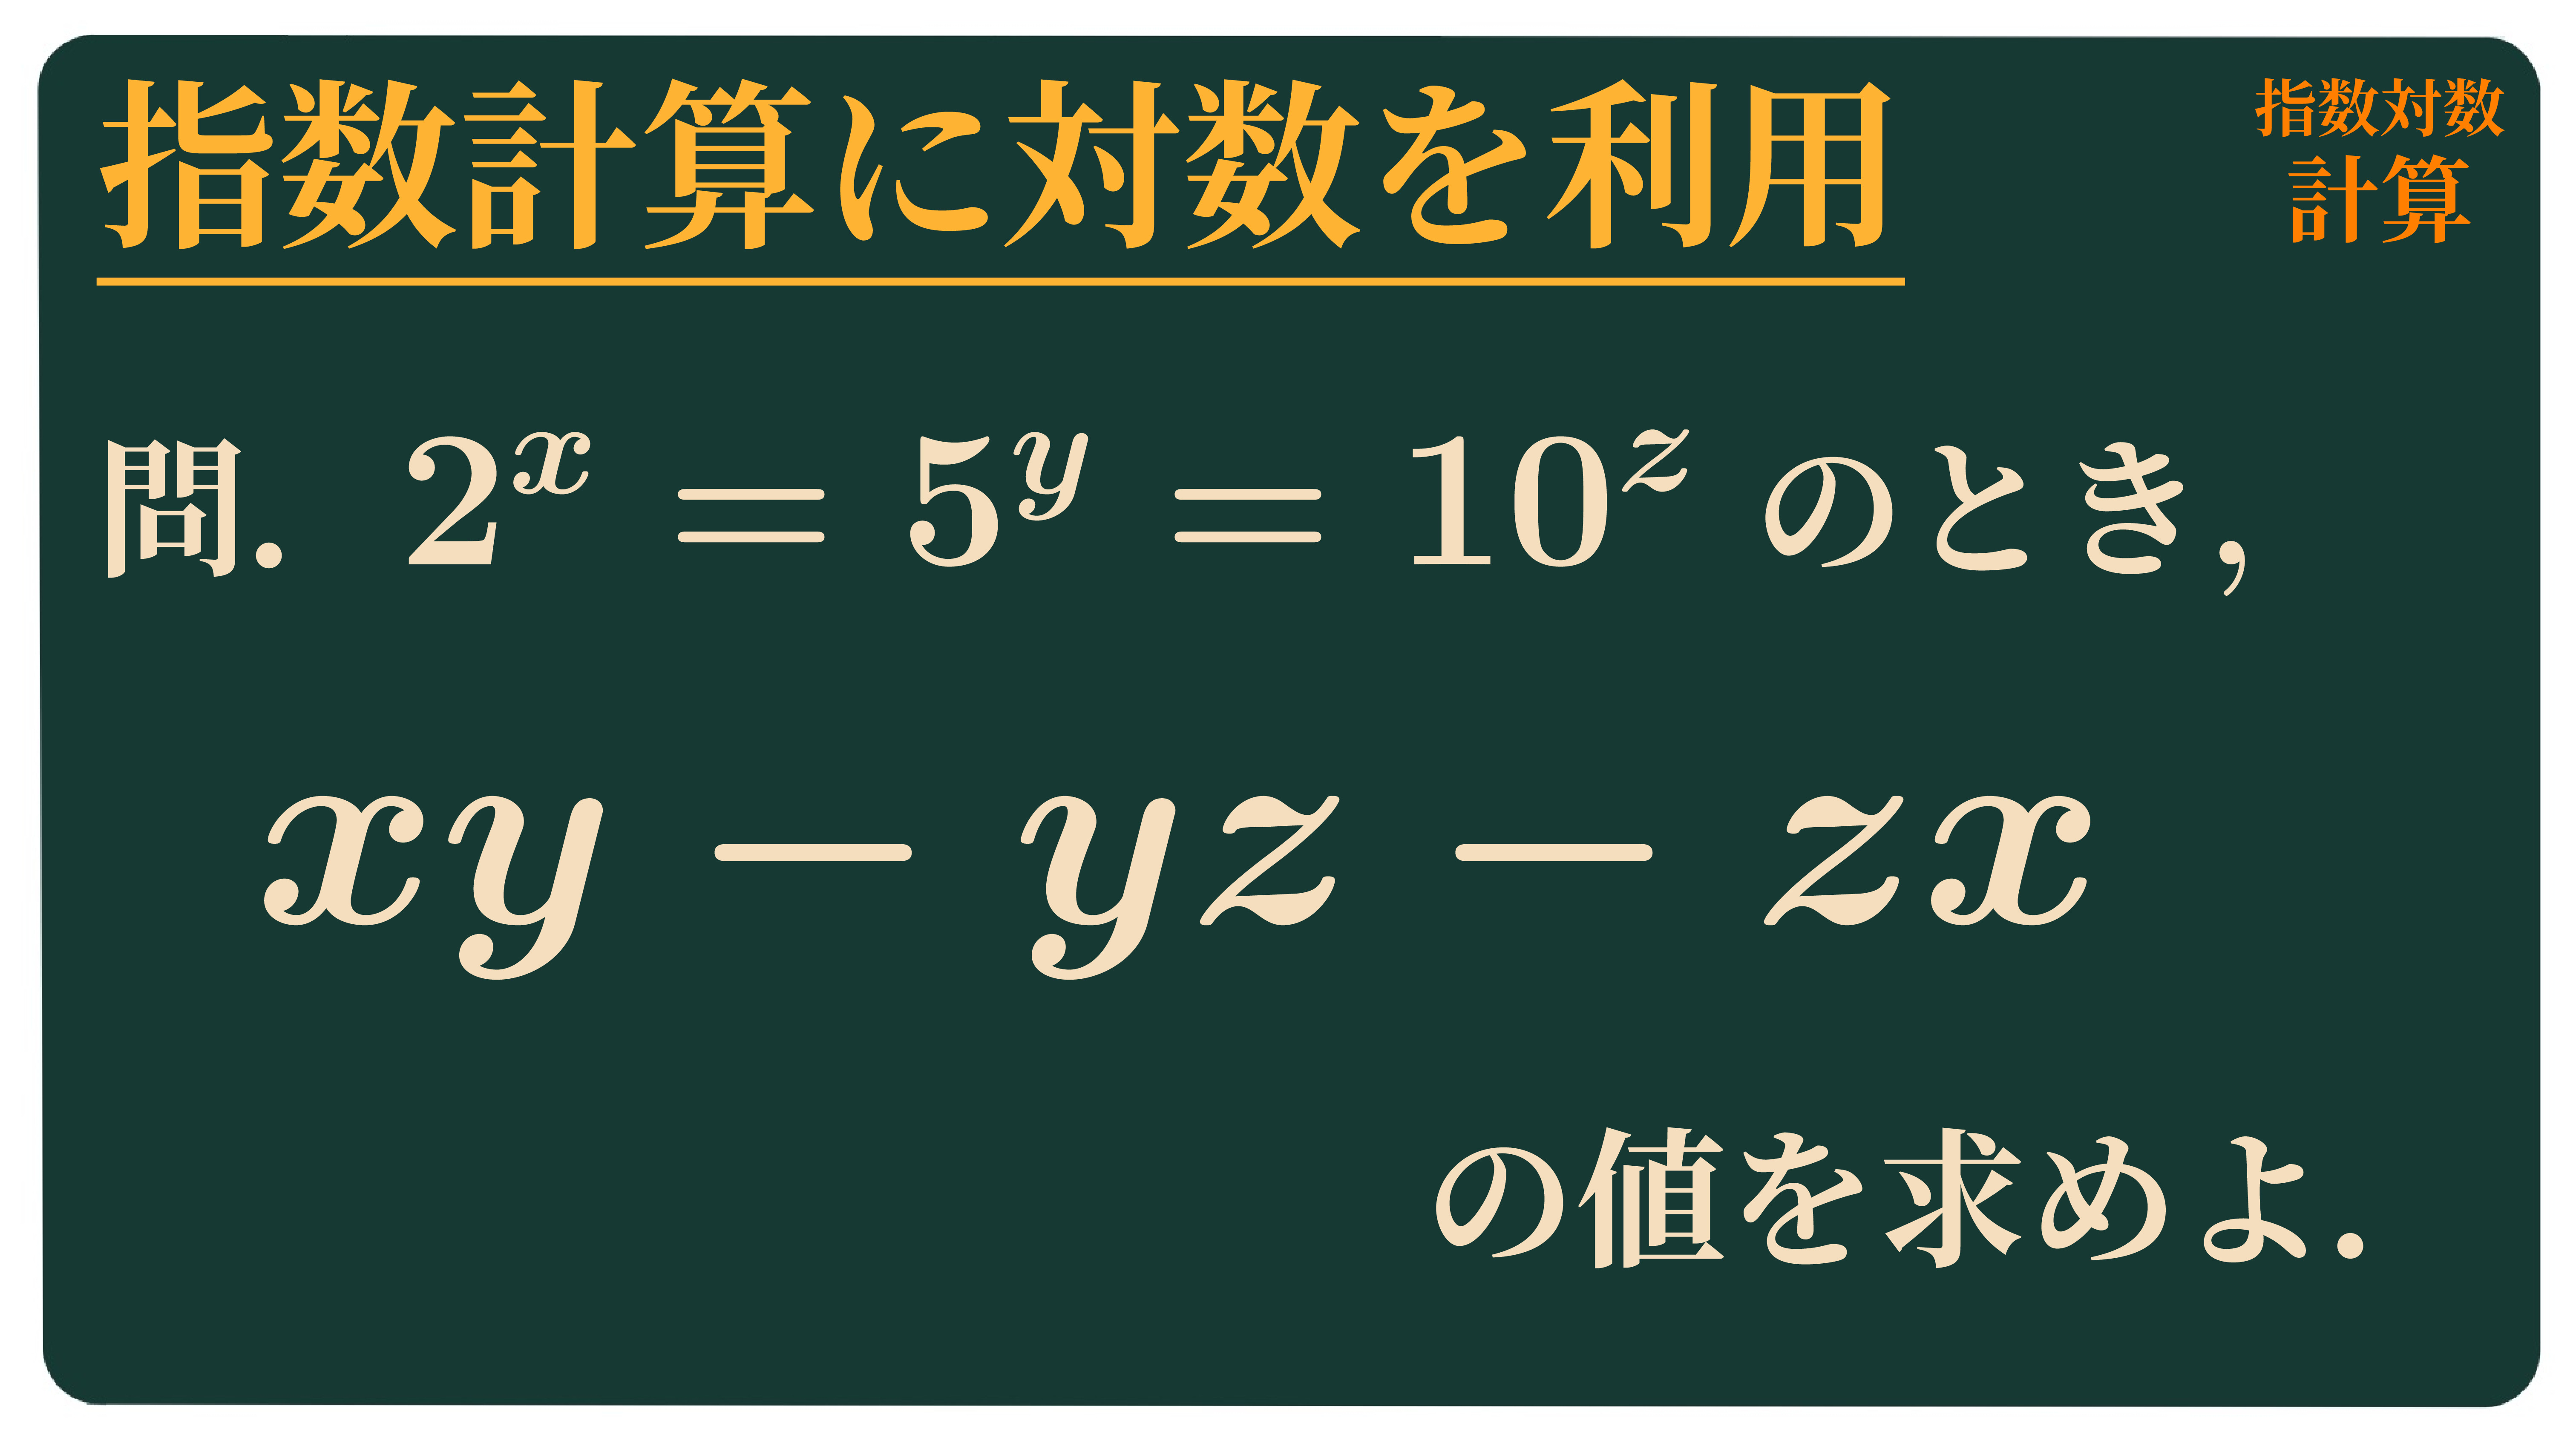 指数計算に対数を利用
指数対数
計算
問. 2^x = 5^y = 10^z のとき,
xy − yz − zx
の値を求めよ.